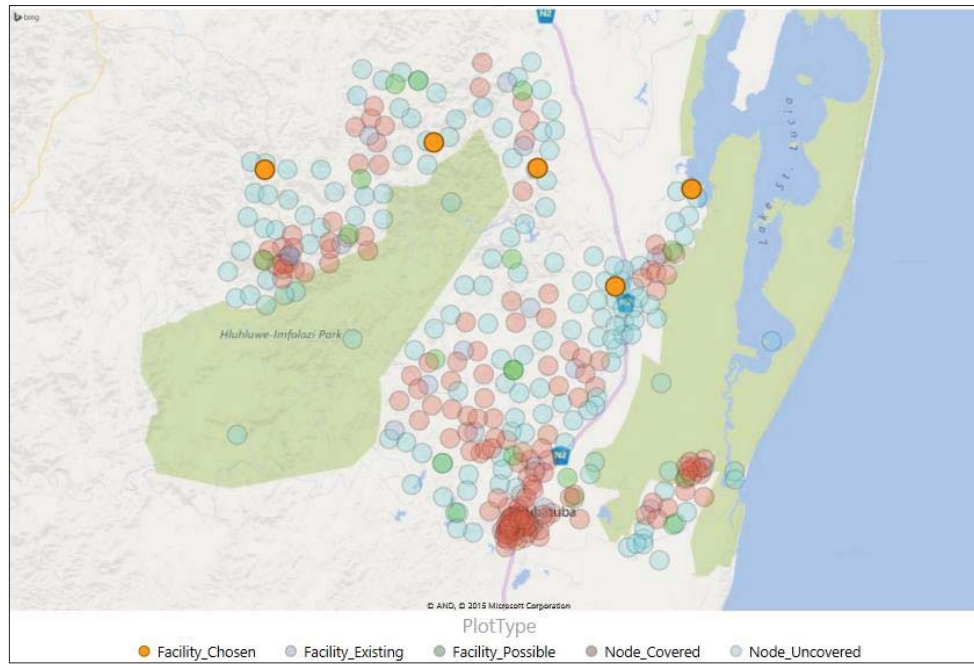 bing
N2
Lake St. Lucia
N2
Hluhluwe-Imfolozi Park
N2
© AND, © 2015 Microsoft Corporation
PlotType
Facility_Chosen Facility_Existing Facility_Possible Node_Covered Node_Uncovered